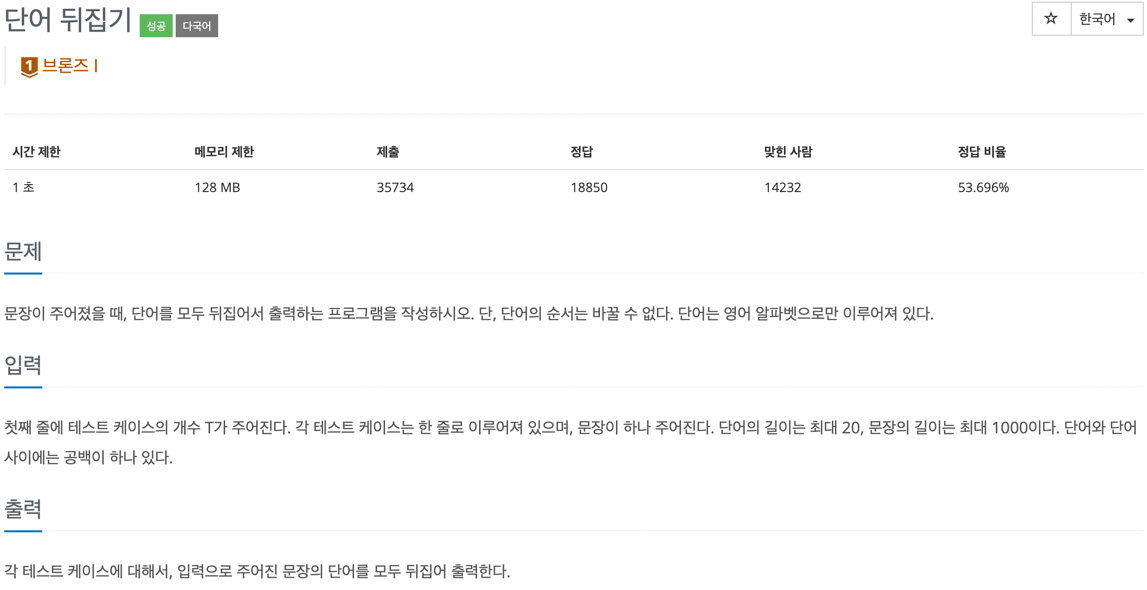 단어 뒤집기 성공 다국어
☆ 한국어
1 브론즈 I
시간 제한 메모리 제한 제출 정답 맞힌 사람 정답 비율
1 초 128 MB 35734 18850 14232 53.696%
문제
문장이 주어졌을 때, 단어를 모두 뒤집어서 출력하는 프로그램을 작성하시오. 단, 단어의 순서는 바꿀 수 없다. 단어는 영어 알파벳으로만 이루어져 있다.
입력
첫째 줄에 테스트 케이스의 개수 T가 주어진다. 각 테스트 케이스는 한 줄로 이루어져 있으며, 문장이 하나 주어진다. 단어의 길이는 최대 20, 문장의 길이는 최대 1000이다. 단어와 단어
사이에는 공백이 하나 있다.
출력
각 테스트 케이스에 대해서, 입력으로 주어진 문장의 단어를 모두 뒤집어 출력한다.